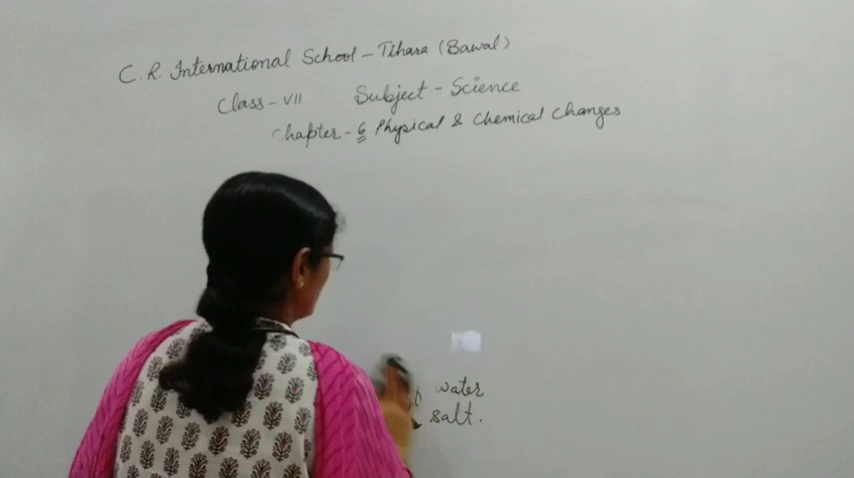 C. R. International School - Tihara (Bawal)
Class - VII Subject - Science
Chapter - 6 Physical & Chemical Changes
water
salt.